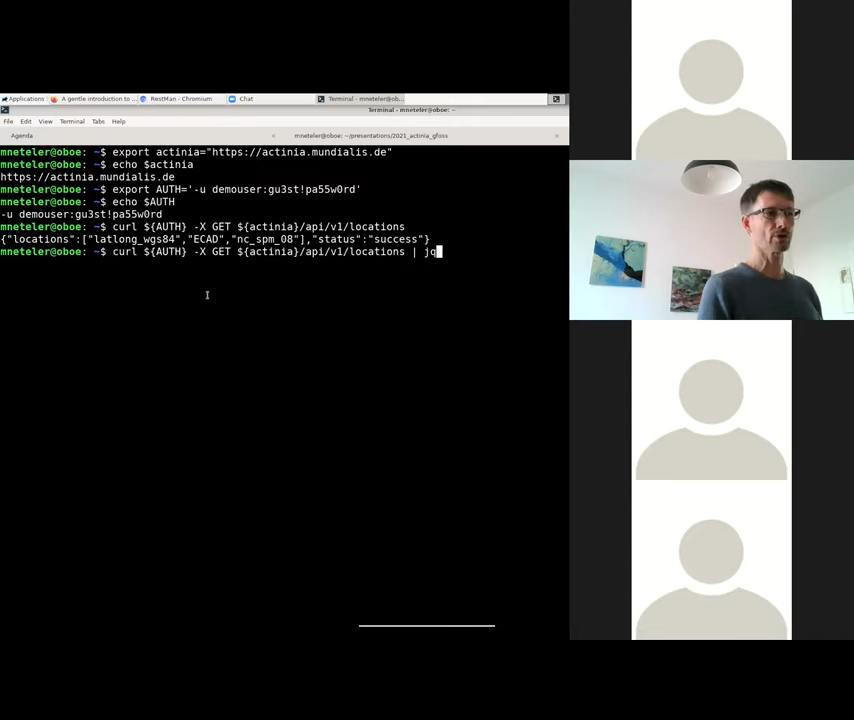 Applications
A gentle introduction to ...
RestMan - Chromium
Chat
Terminal - mneteler@ob...
Terminal - mneteler@oboe: ~
File Edit View Terminal Tabs Help
Agenda
mneteler@oboe: ~/presentations/2021_actinia_gfoss
mneteler@oboe: ~$ export actinia="https://actinia.mundialis.de"
mneteler@oboe: ~$ echo $actinia
https://actinia.mundialis.de
mneteler@oboe: ~$ export AUTH='-u demouser:gu3st!pa55w0rd'
mneteler@oboe: ~$ echo $AUTH
-u demouser:gu3st!pa55w0rd
mneteler@oboe: ~$ curl ${AUTH} -X GET ${actinia}/api/v1/locations
{"locations":["latlong_wgs84","ECAD","nc_spm_08"],"status":"success"}
mneteler@oboe: ~$ curl ${AUTH} -X GET ${actinia}/api/v1/locations | jq